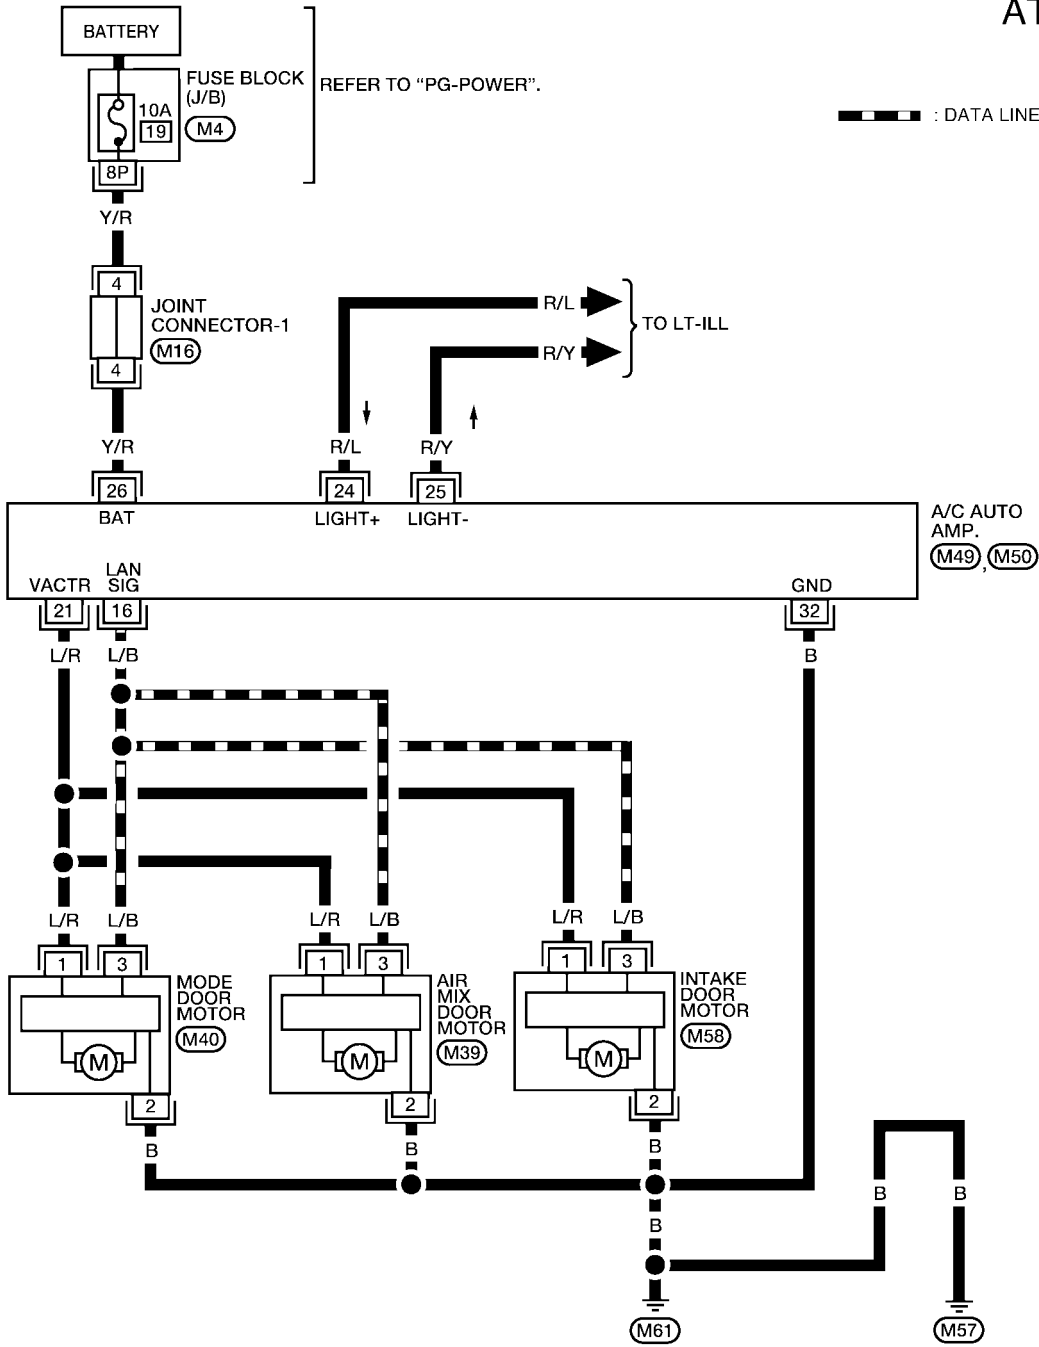 AT
BATTERY
FUSE BLOCK
(J/B)
REFER TO “PG-POWER”.
10A
19
M4
: DATA LINE
8P
Y/R
4
JOINT
CONNECTOR-1
M16
4
R/L
TO LT-ILL
R/Y
Y/R
R/L
R/Y
26
24
25
BAT
LIGHT+
LIGHT-
A/C AUTO
AMP.
M49 , M50
VACTR
LAN
SIG
GND
21
16
32
L/R
L/B
B
L/R
L/B
L/R
L/B
L/R
L/B
1
3
1
3
1
3
MODE
DOOR
MOTOR
M40
AIR
MIX
DOOR
MOTOR
M39
INTAKE
DOOR
MOTOR
M58
M
M
M
2
2
2
B
B
B
B
B
B
M61
M57